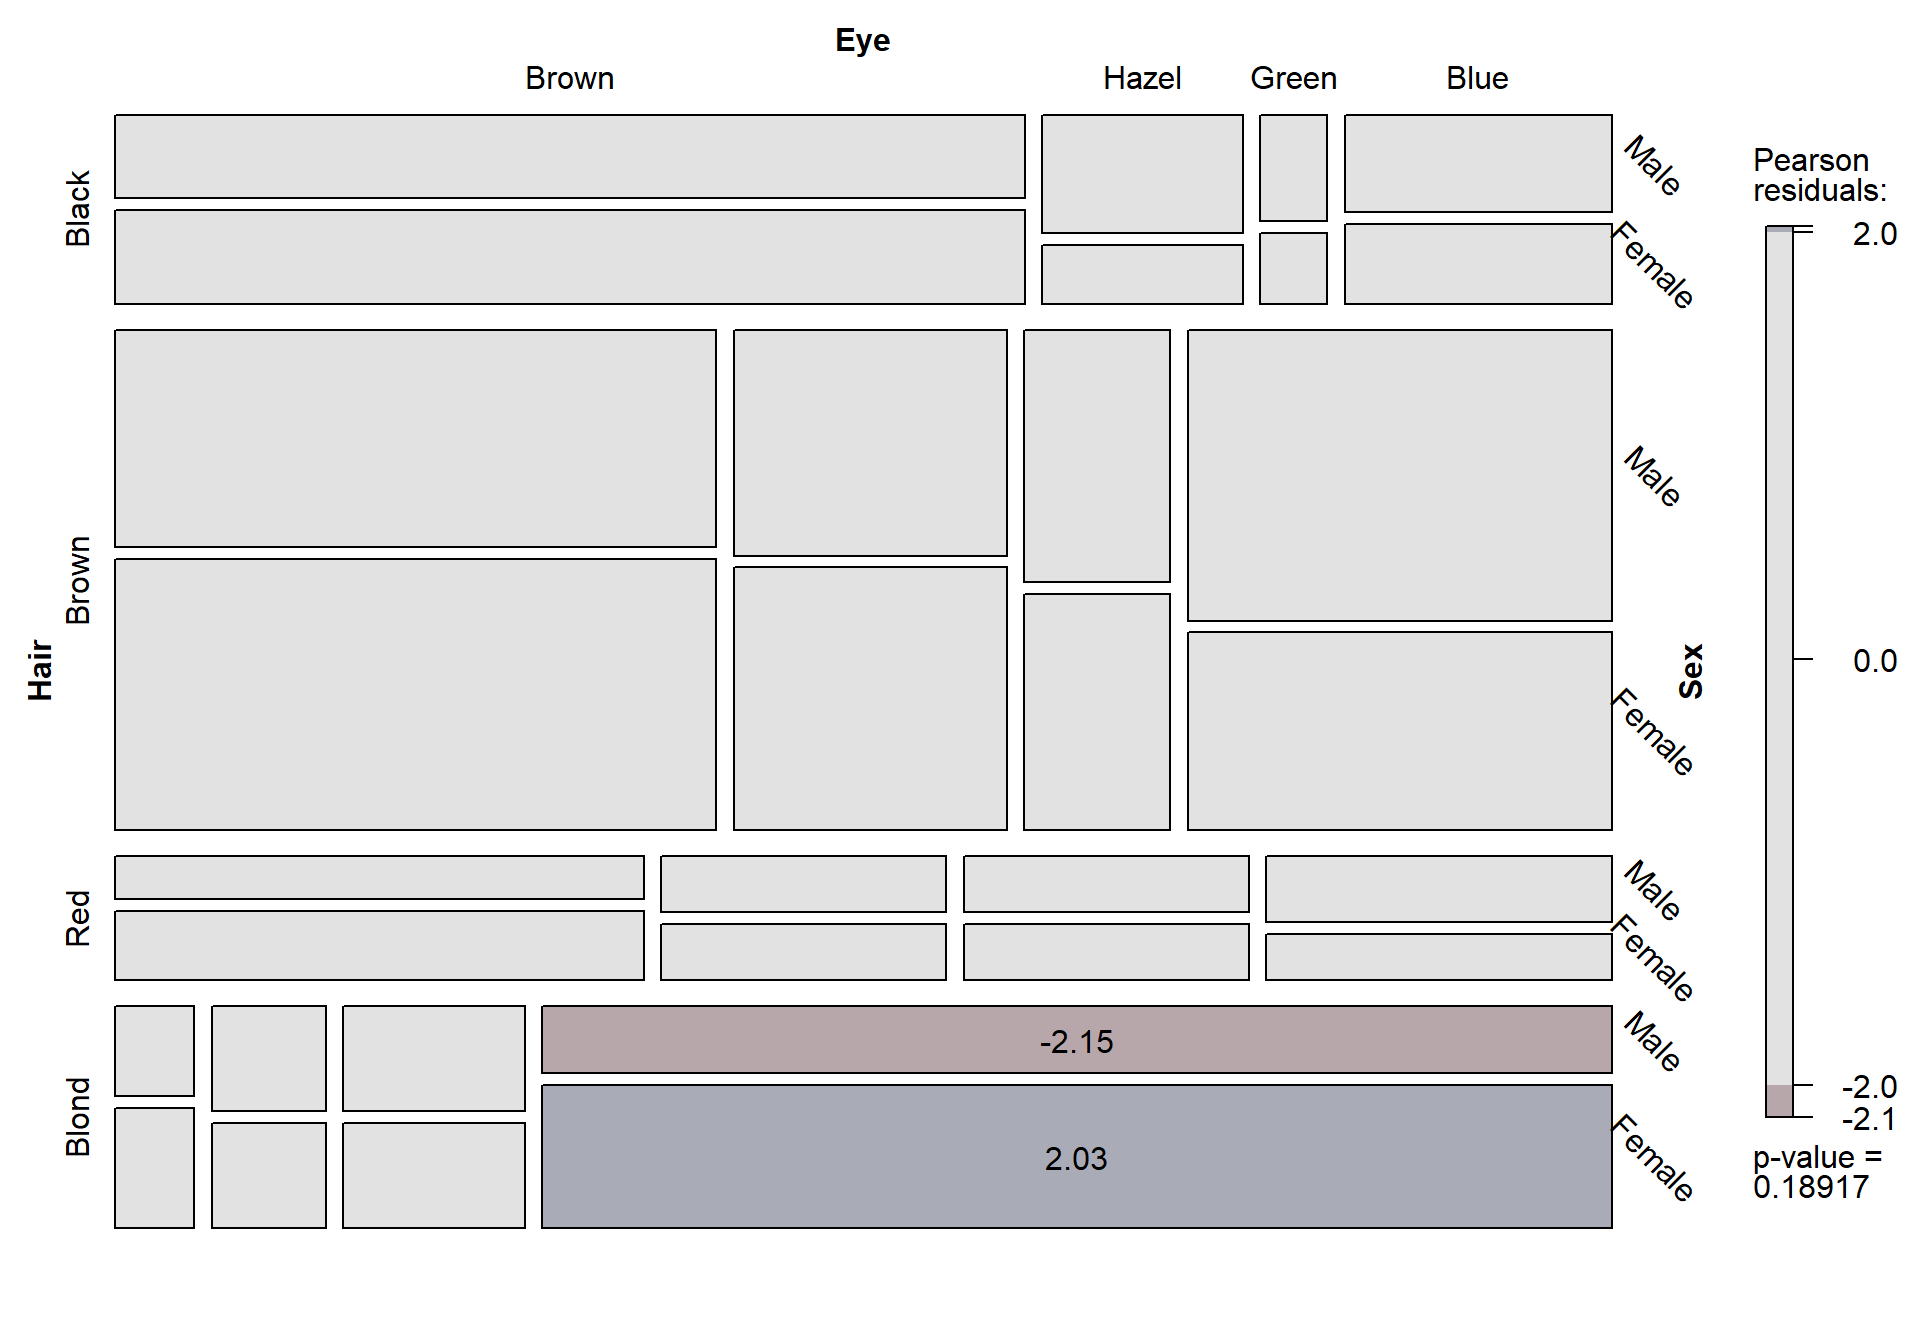 Eye
Brown Hazel Green Blue
Hair
Black
Brown
Red
Blond
Male
Female
Male
Female
Male
Female
Male
Female
Sex
-2.15
2.03
Pearson
residuals:
2.0
0.0
-2.0
-2.1
p-value =
0.18917